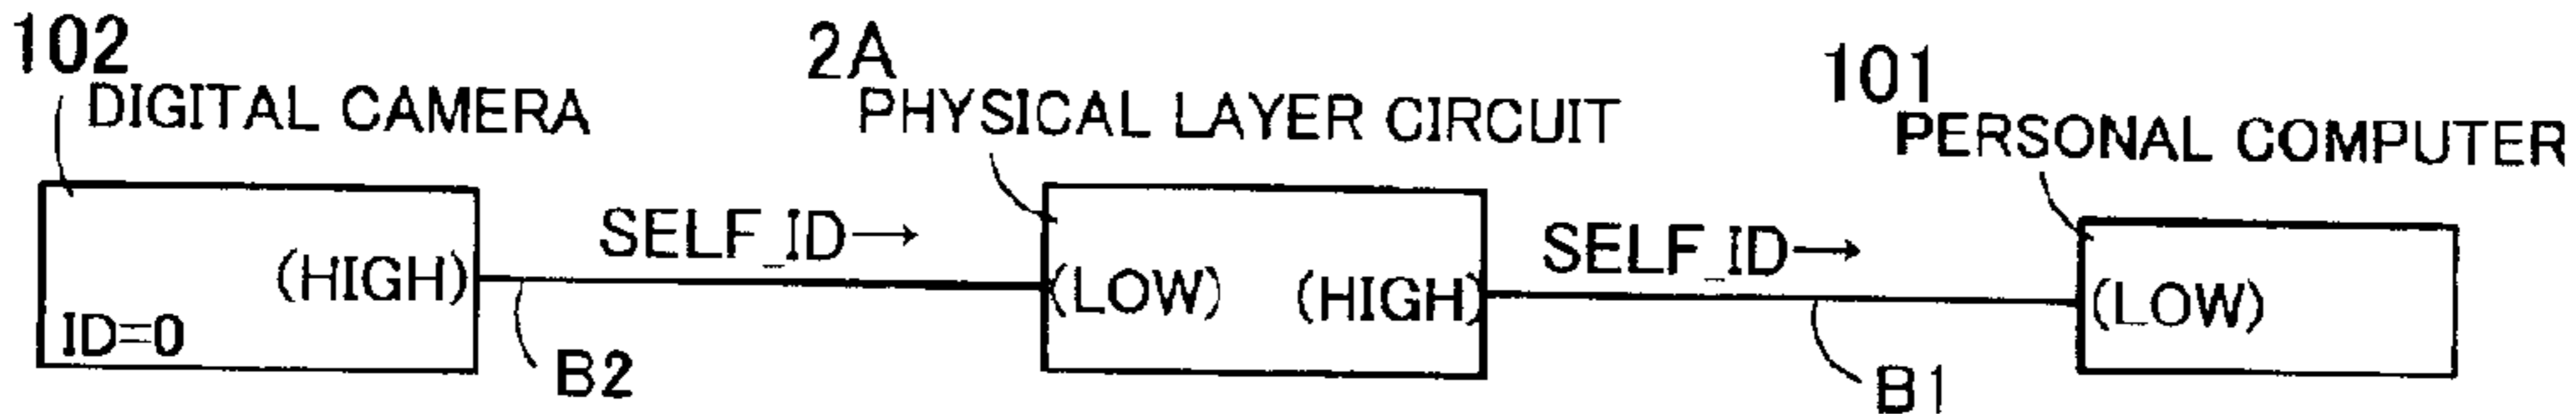 102
DIGITAL CAMERA
2A
PHYSICAL LAYER CIRCUIT
101
PERSONAL COMPUTER
(HIGH)
ID=0
SELF_ID→
B2
(LOW)
(HIGH)
SELF_ID→
B1
(LOW)